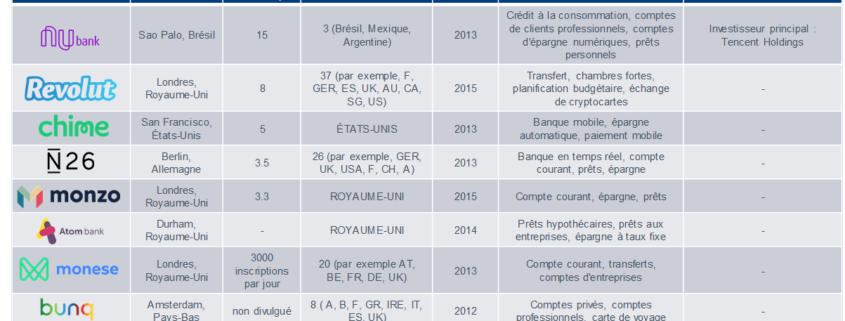 nu bank
Sao Palo, Brésil
15
3 (Brésil, Mexique,
Argentine)
2013
Crédit à la consommation, comptes
de clients professionnels, comptes
d'épargne numériques, prêts
personnels
Investisseur principal :
Tencent Holdings
Revolut
Londres,
Royaume-Uni
8
37 (par exemple, F,
GER, ES, UK, AU, CA,
SG, US)
2015
Transfert, chambres fortes,
planification budgétaire, échange
de cryptocartes
-
chime
San Francisco,
États-Unis
5
ÉTATS-UNIS
2013
Banque mobile, épargne
automatique, paiement mobile
-
N26
Berlin,
Allemagne
3.5
26 (par exemple, GER,
UK, USA, F, CH, A)
2013
Banque en temps réel, compte
courant, prêts, épargne
-
monzo
Londres,
Royaume-Uni
3.3
ROYAUME-UNI
2015
Compte courant, épargne, prêts
-
Atom bank
Durham,
Royaume-Uni
-
ROYAUME-UNI
2014
Prêts hypothécaires, prêts aux
entreprises, épargne à taux fixe
-
monese
Londres,
Royaume-Uni
3000
inscriptions
par jour
20 (par exemple AT,
BE, FR, DE, UK)
2013
Compte courant, transferts,
comptes d'entreprises
-
bunq
Amsterdam,
Pays-Bas
non divulgué
8 ( A, B, F, GR, IRE, IT,
ES, UK)
2012
Comptes privés, comptes
professionnels, carte de voyage
-